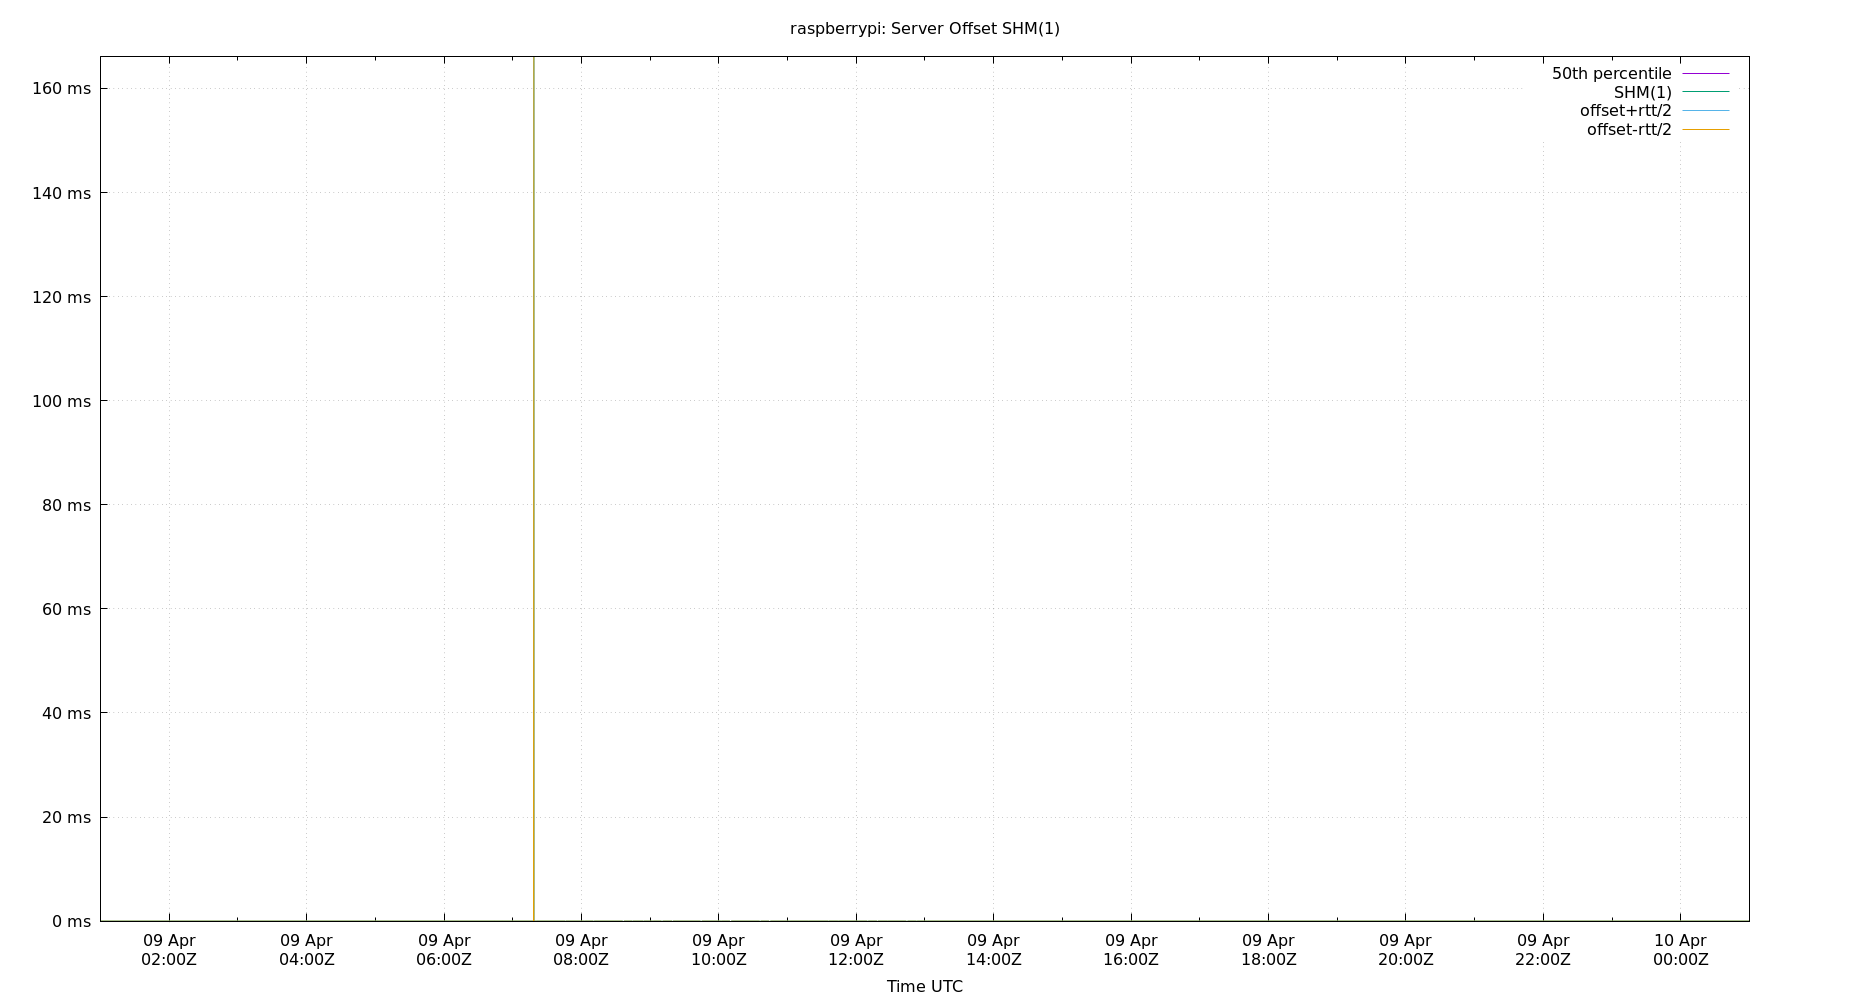 raspberrypi: Server Offset SHM(1)
50th percentile
SHM(1)
offset+rtt/2
offset-rtt/2
160 ms
140 ms
120 ms
100 ms
80 ms
60 ms
40 ms
20 ms
0 ms
09 Apr 09 Apr 09 Apr 09 Apr 09 Apr 09 Apr 09 Apr 09 Apr 09 Apr 09 Apr 09 Apr 10 Apr
02:00Z 04:00Z 06:00Z 08:00Z 10:00Z 12:00Z 14:00Z 16:00Z 18:00Z 20:00Z 22:00Z 00:00Z
Time UTC